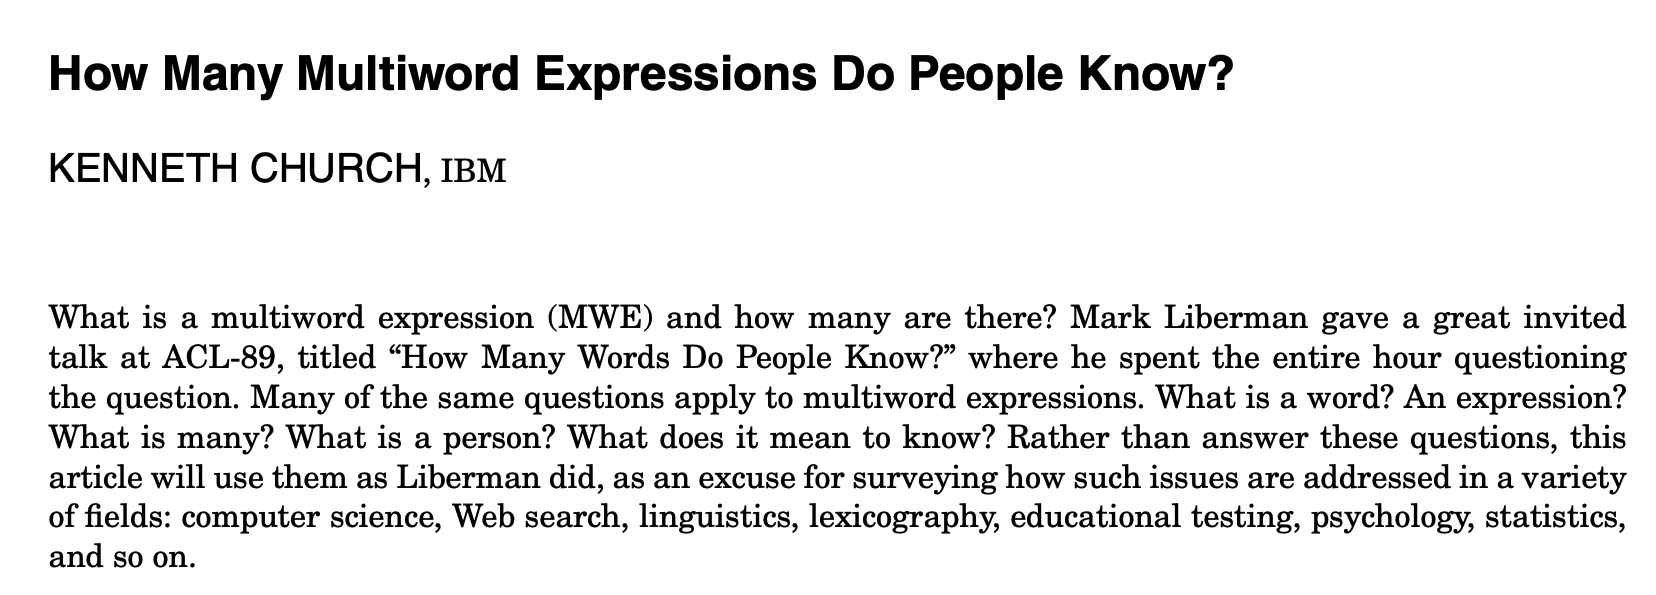 How Many Multiword Expressions Do People Know?
KENNETH CHURCH, IBM
What is a multiword expression (MWE) and how many are there? Mark Liberman gave a great invited
talk at ACL-89, titled “How Many Words Do People Know?” where he spent the entire hour questioning
the question. Many of the same questions apply to multiword expressions. What is a word? An expression?
What is many? What is a person? What does it mean to know? Rather than answer these questions, this
article will use them as Liberman did, as an excuse for surveying how such issues are addressed in a variety
of fields: computer science, Web search, linguistics, lexicography, educational testing, psychology, statistics,
and so on.